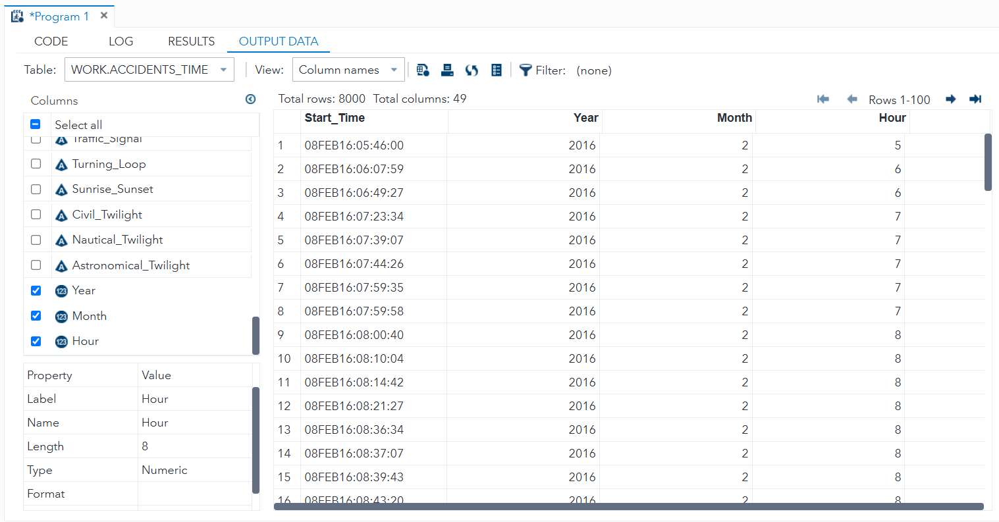 *Program 1
CODE LOG RESULTS OUTPUT DATA
Table: WORK.ACCIDENTS_TIME View: Column names Filter: (none)
Columns
Select all
Traffic_Signal
A Turning_Loop
A Sunrise_Sunset
A Civil_Twilight
A Nautical_Twilight
A Astronomical_Twilight
123 Year
123 Month
123 Hour
Property Value
Label Hour
Name Hour
Length 8
Type Numeric
Format
Total rows: 8000 Total columns: 49 Rows 1-100
Start_Time Year Month Hour
1 08FEB16:05:46:00 2016 2 5
2 08FEB16:06:07:59 2016 2 6
3 08FEB16:06:49:27 2016 2 6
4 08FEB16:07:23:34 2016 2 7
5 08FEB16:07:39:07 2016 2 7
6 08FEB16:07:44:26 2016 2 7
7 08FEB16:07:59:35 2016 2 7
8 08FEB16:07:59:58 2016 2 7
9 08FEB16:08:00:40 2016 2 8
10 08FEB16:08:10:04 2016 2 8
11 08FEB16:08:14:42 2016 2 8
12 08FEB16:08:21:27 2016 2 8
13 08FEB16:08:36:34 2016 2 8
14 08FEB16:08:37:07 2016 2 8
15 08FEB16:08:39:43 2016 2 8
16 08FEB16:08:43:20 2016 2 8